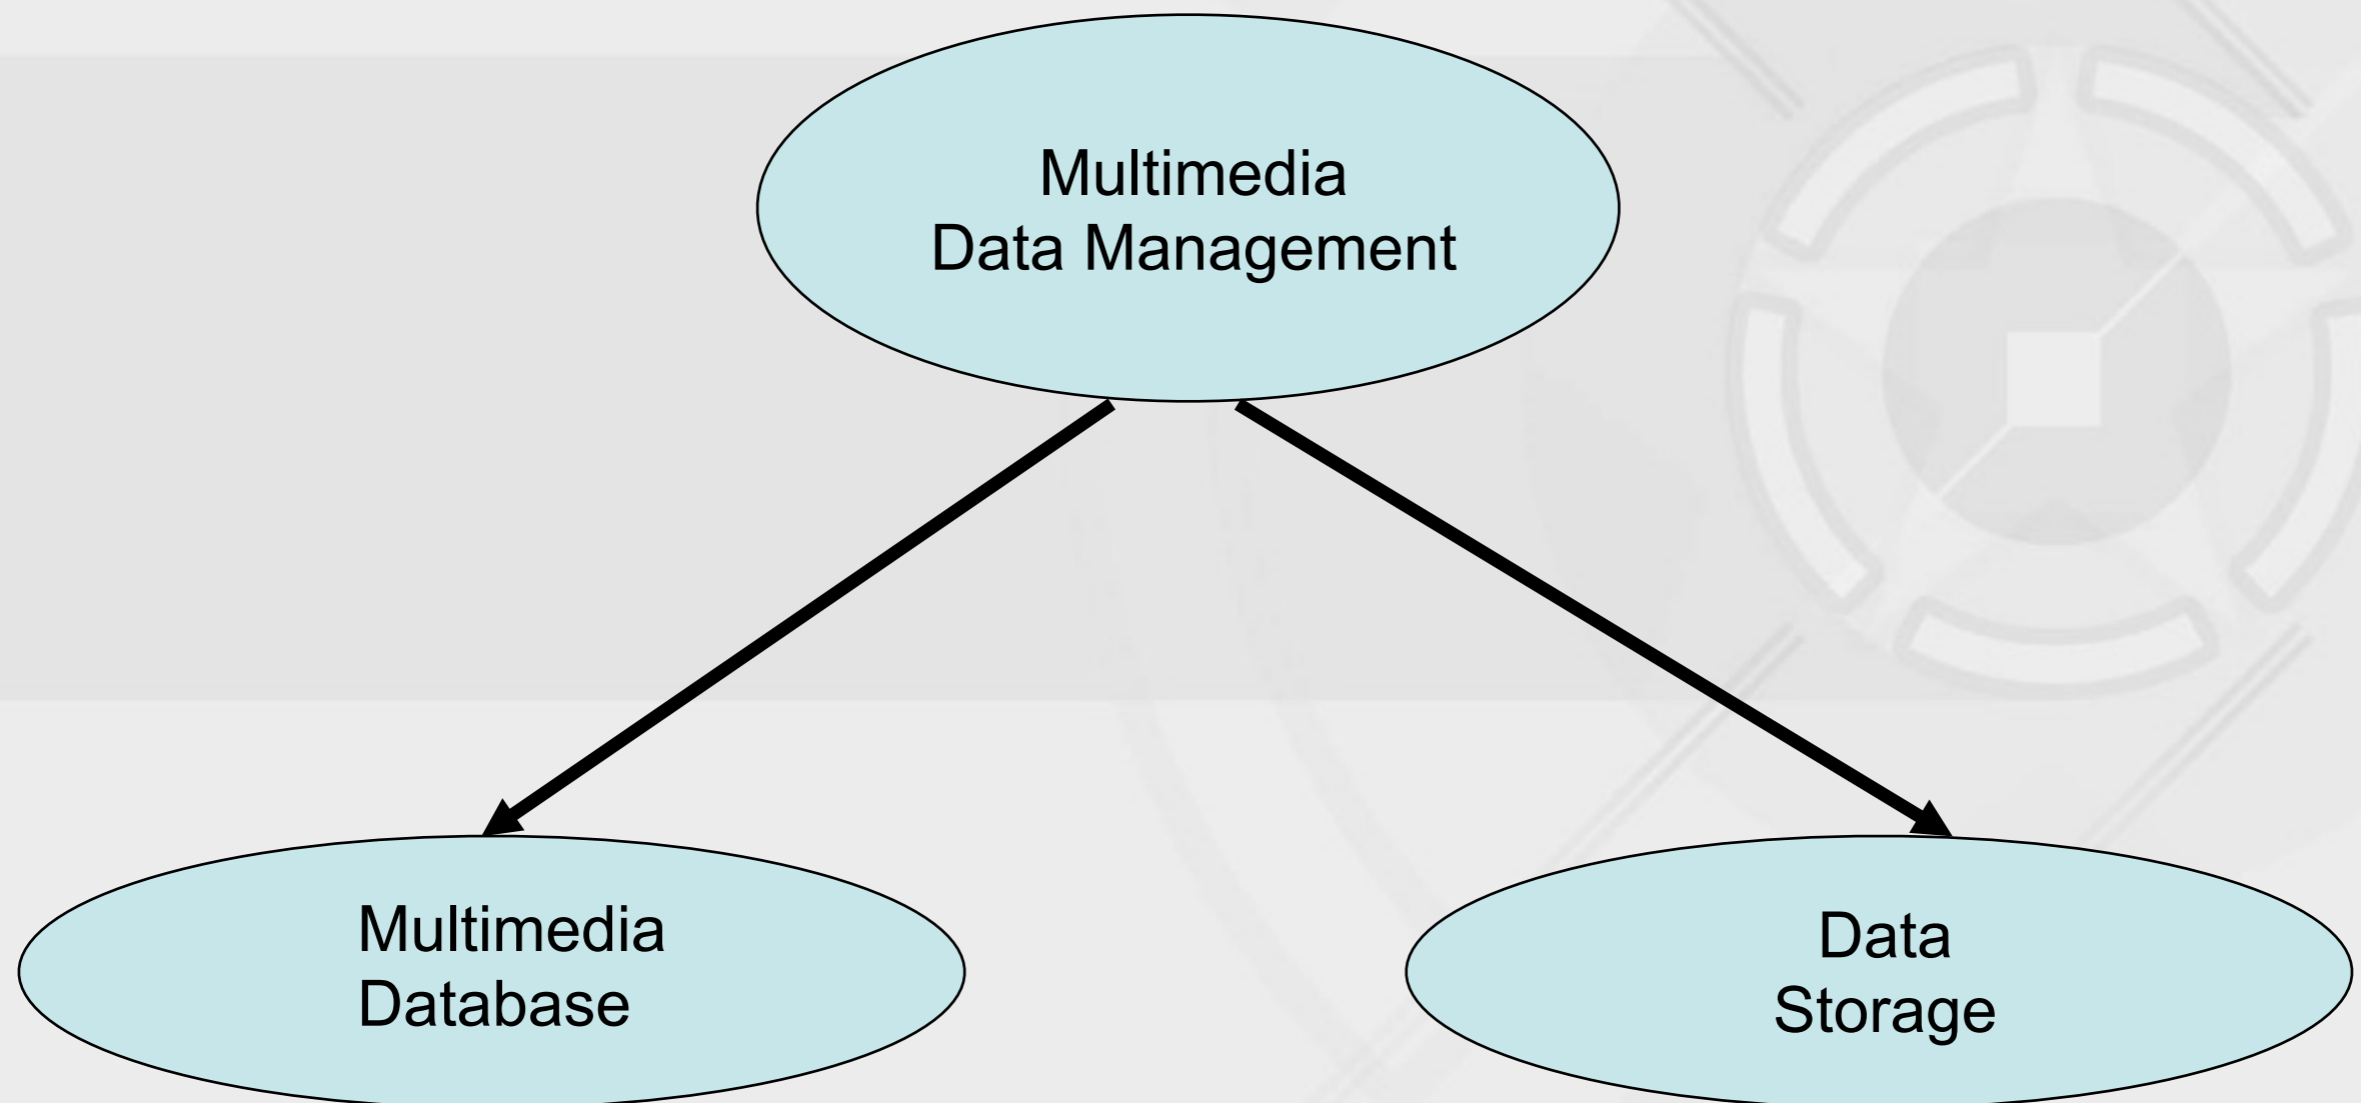 Multimedia
Data Management
Multimedia
Database
Data
Storage